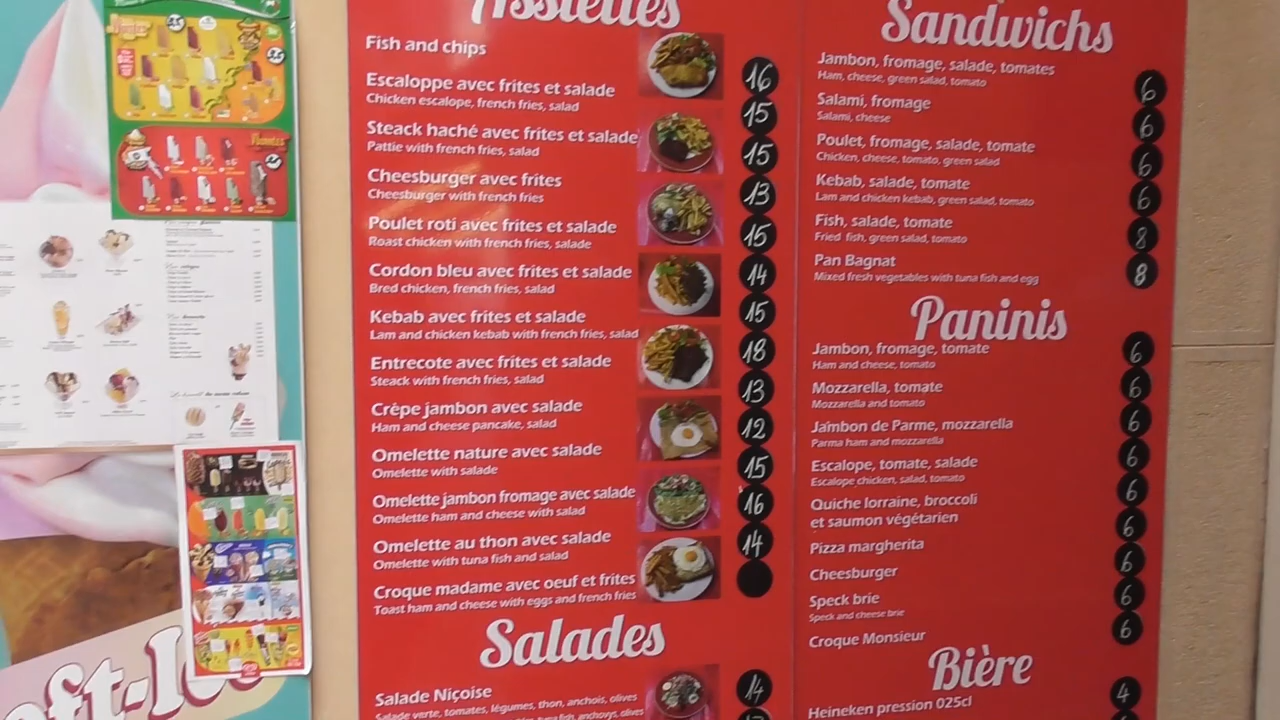 Assiettes
Fish and chips
16
Escaloppe avec frites et salade
Chicken escalope, french fries, salad
15
Steack haché avec frites et salade
Pattie with french fries, salad
15
Cheesburger avec frites
Cheesburger with french fries
13
Poulet roti avec frites et salade
Roast chicken with french fries, salade
15
Cordon bleu avec frites et salade
Bred chicken, french fries, salad
14
Kebab avec frites et salade
Lam and chicken kebab with french fries, salad
15
Entrecote avec frites et salade
Steack with french fries, salad
18
Crêpe jambon avec salade
Ham and cheese pancake, salad
13
Omelette nature avec salade
Omelette with salade
12
Omelette jambon fromage avec salade
Omelette ham and cheese with salad
15
Omelette au thon avec salade
Omelette with tuna fish and salad
16
Croque madame avec oeuf et frites
Toast ham and cheese with eggs and french fries
14
Salades
Salade Niçoise
14
Salade verte, tomates, légumes, thon, anchois, olives
tuna fish, anchovys, olives
Sandwichs
Jambon, fromage, salade, tomates
Ham, cheese, green salad, tomato
6
Salami, fromage
Salami, cheese
6
Poulet, fromage, salade, tomate
Chicken, cheese, tomato, green salad
6
Kebab, salade, tomate
Lam and chicken kebab, green salad, tomato
6
Fish, salade, tomate
Fried fish, green salad, tomato
8
Pan Bagnat
Mixed fresh vegetables with tuna fish and egg
8
Paninis
Jambon, fromage, tomate
Ham and cheese, tomato
6
Mozzarella, tomate
Mozzarella and tomato
6
Jambon de Parme, mozzarella
Parma ham and mozzarella
6
Escalope, tomate, salade
Escalope chicken, salad, tomato
6
Quiche lorraine, broccoli
et saumon végétarien
6
Pizza margherita
6
Cheesburger
6
Speck brie
Speck and cheese brie
6
Croque Monsieur
6
Bière
Heineken pression 025cl
4